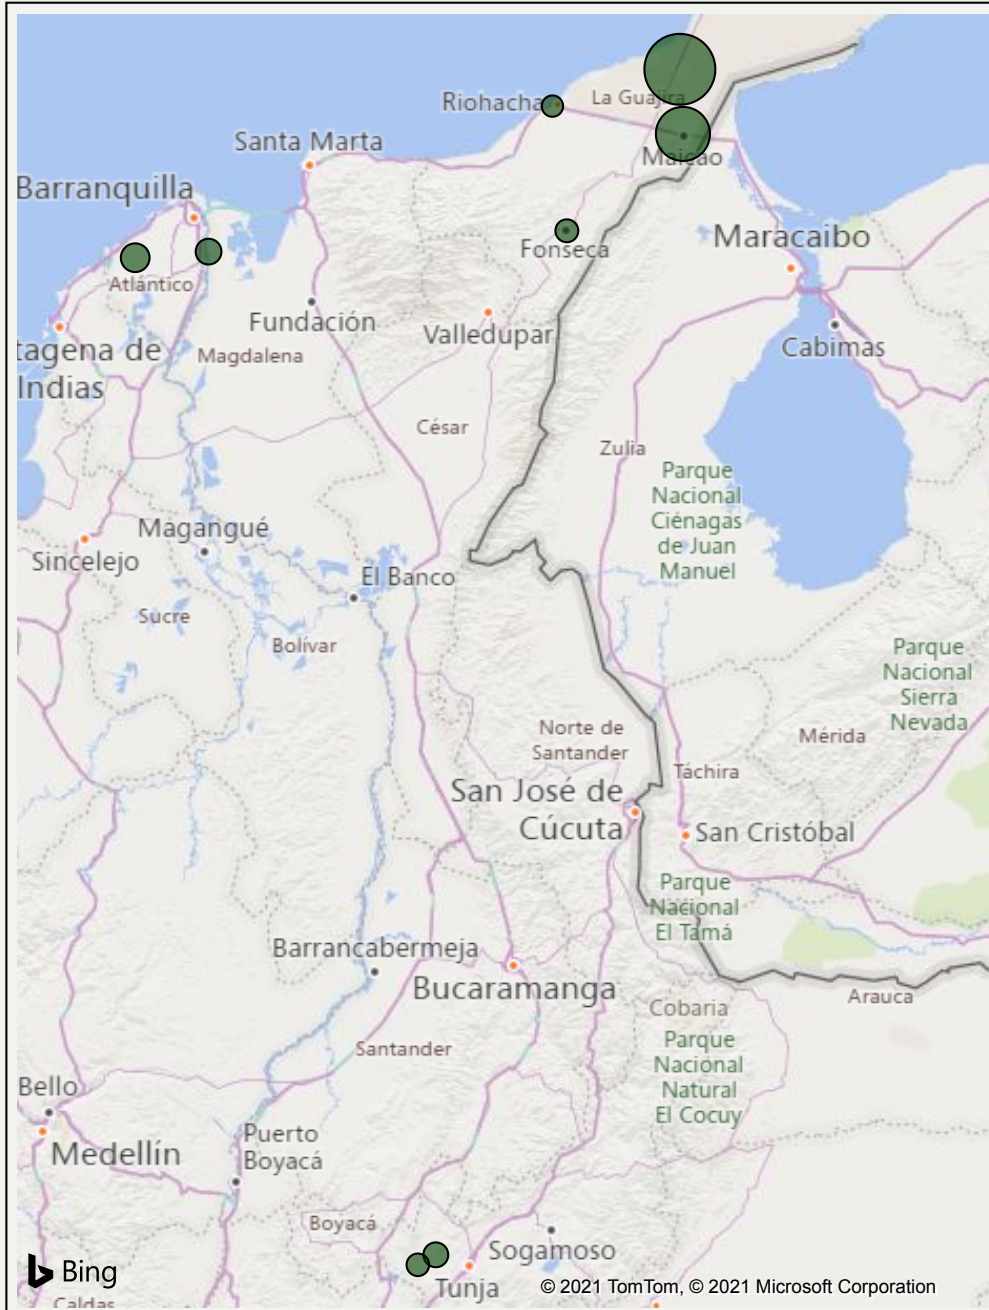 Riohacha
La Guajira
Santa Marta
Maicao
Barranquilla
Fonseca
Maracaibo
Atlántico
Fundación
Valledupar
Cabimas
tagena de
Indias
Magdalena
César
Zulia
Parque
Nacional
Ciénagas
de Juan
Manuel
Magangué
Sincelejo
El Banco
Sucre
Bolívar
Parque
Nacional
Sierra
Nevada
Norte de
Santander
Mérida
Táchira
San José de
Cúcuta
San Cristóbal
Parque
Nacional
El Tamá
Barrancabermeja
Bucaramanga
Arauca
Cobaria
Santander
Parque
Nacional
Natural
El Cocuy
Bello
Medellín
Puerto
Boyacá
Boyacá
Sogamoso
Tunja
Bing
© 2021 TomTom, © 2021 Microsoft Corporation
Caldas